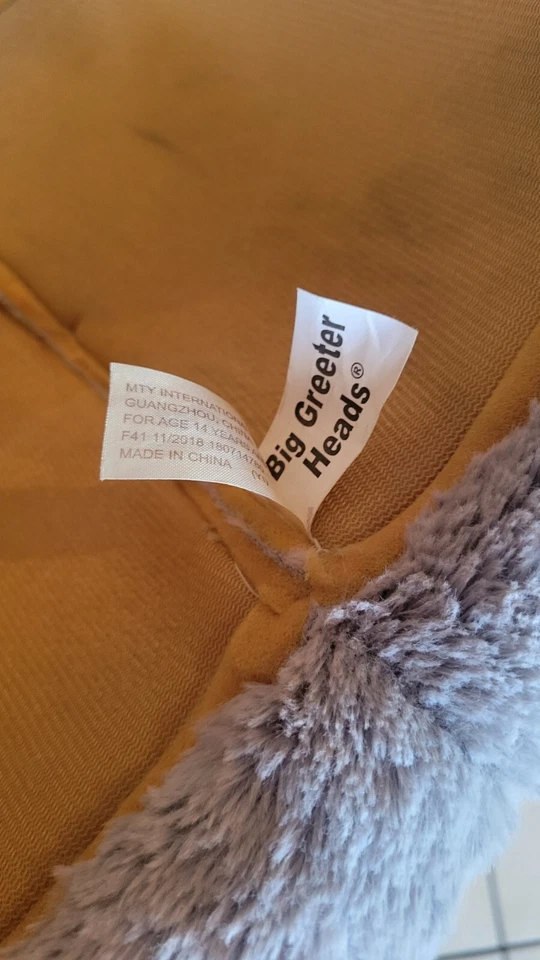 MTY INTERNATIONAL
GUANGZHOU, CHINA
FOR AGE 14 YEARS
F41 11/2018
MADE IN CHINA
Big Greeter
Heads®